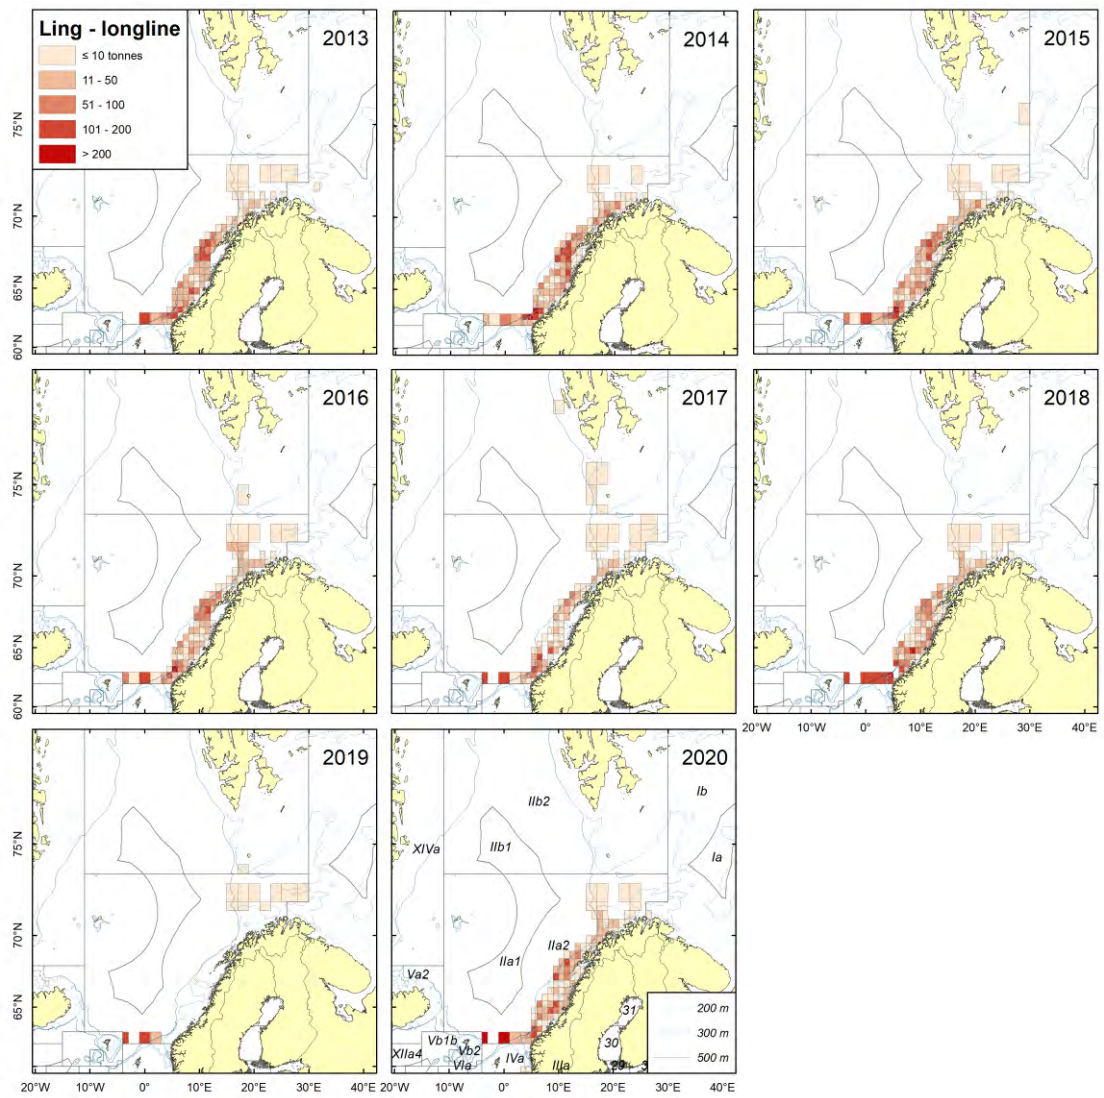 Ling - longline
≤ 10 tonnes
11 - 50
51 - 100
101 - 200
> 200
2013
2014
2015
75°N
70°N
65°N
60°N
2016
2017
2018
75°N
70°N
65°N
60°N
20°W
10°W
0°
10°E
20°E
30°E
40°E
2019
2020
75°N
70°N
65°N
Ib
IIb2
XIVa
IIb1
Ia
IIa2
IIa1
Va2
Vb1b
XIIa4
Vb2
VIa
IVa
IIIa
31
30
29
3
200 m
300 m
500 m
20°W
10°W
0°
10°E
20°E
30°E
40°E
20°W
10°W
0°
10°E
20°E
30°E
40°E